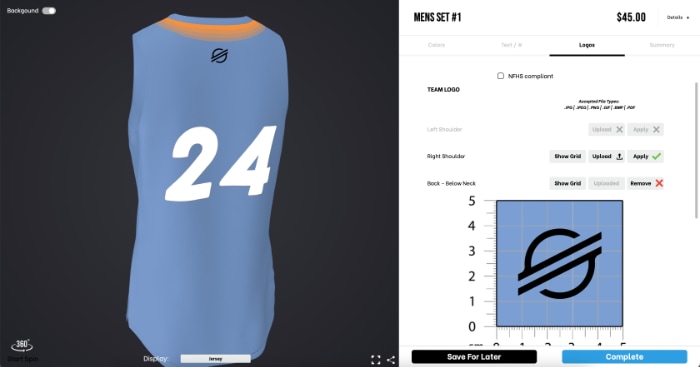 Backgound
24
360°
Start Spin
Display:
Jersey
MENS SET #1
$45.00
Details
Colors
Text / #
Logos
Summary
NFHS compliant
TEAM LOGO
Accepted File Types:
.JPG | .JPEG | .PNG | .GIF | .BMP | .PDF
Left Shoulder
Upload
Apply
Right Shoulder
Show Grid
Upload
Apply
Back - Below Neck
Show Grid
Uploaded
Remove
5
4
3
2
1
0
0 1 2 3 4 5
Save For Later
Complete